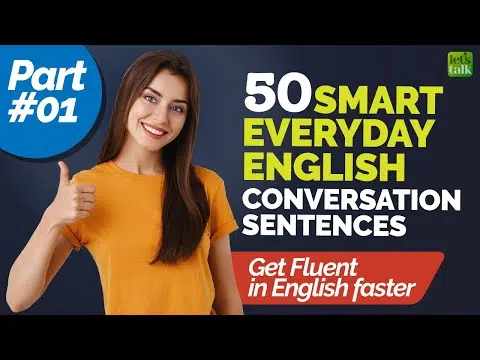 Part
#01
let's
talk
50 SMART
EVERYDAY
ENGLISH
CONVERSATION
SENTENCES
Get Fluent
in English faster